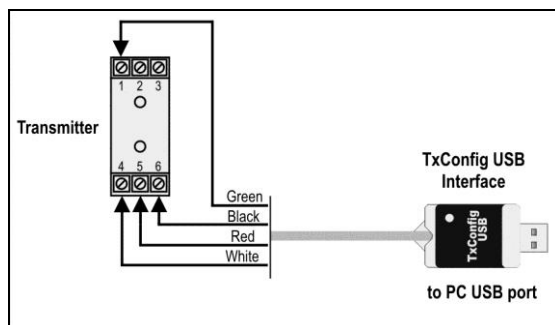 1 2 3
Transmitter
4 5 6
Green
Black
Red
White
TxConfig USB
Interface
TxConfig
USB
to PC USB port